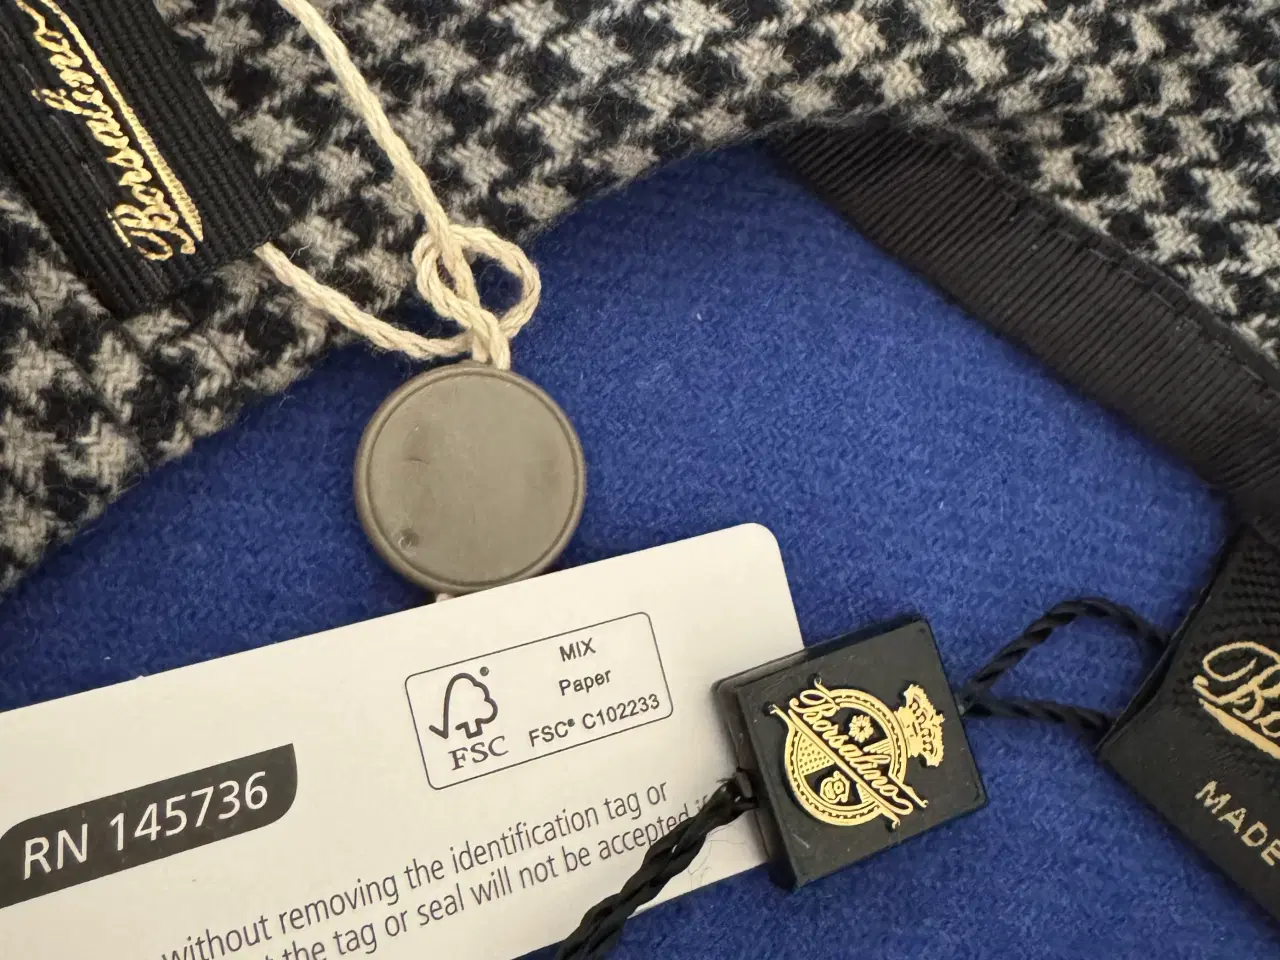 Borsalino
MIX
Paper
FSC® C102233
FSC
RN 145736
without removing the identification tag or
the tag or seal will not be accepted
Borsalino
MADE